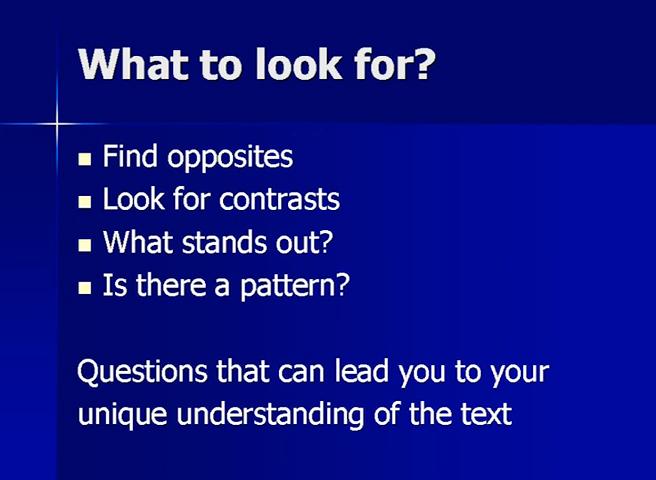 What to look for?
Find opposites
Look for contrasts
What stands out?
Is there a pattern?
Questions that can lead you to your
unique understanding of the text